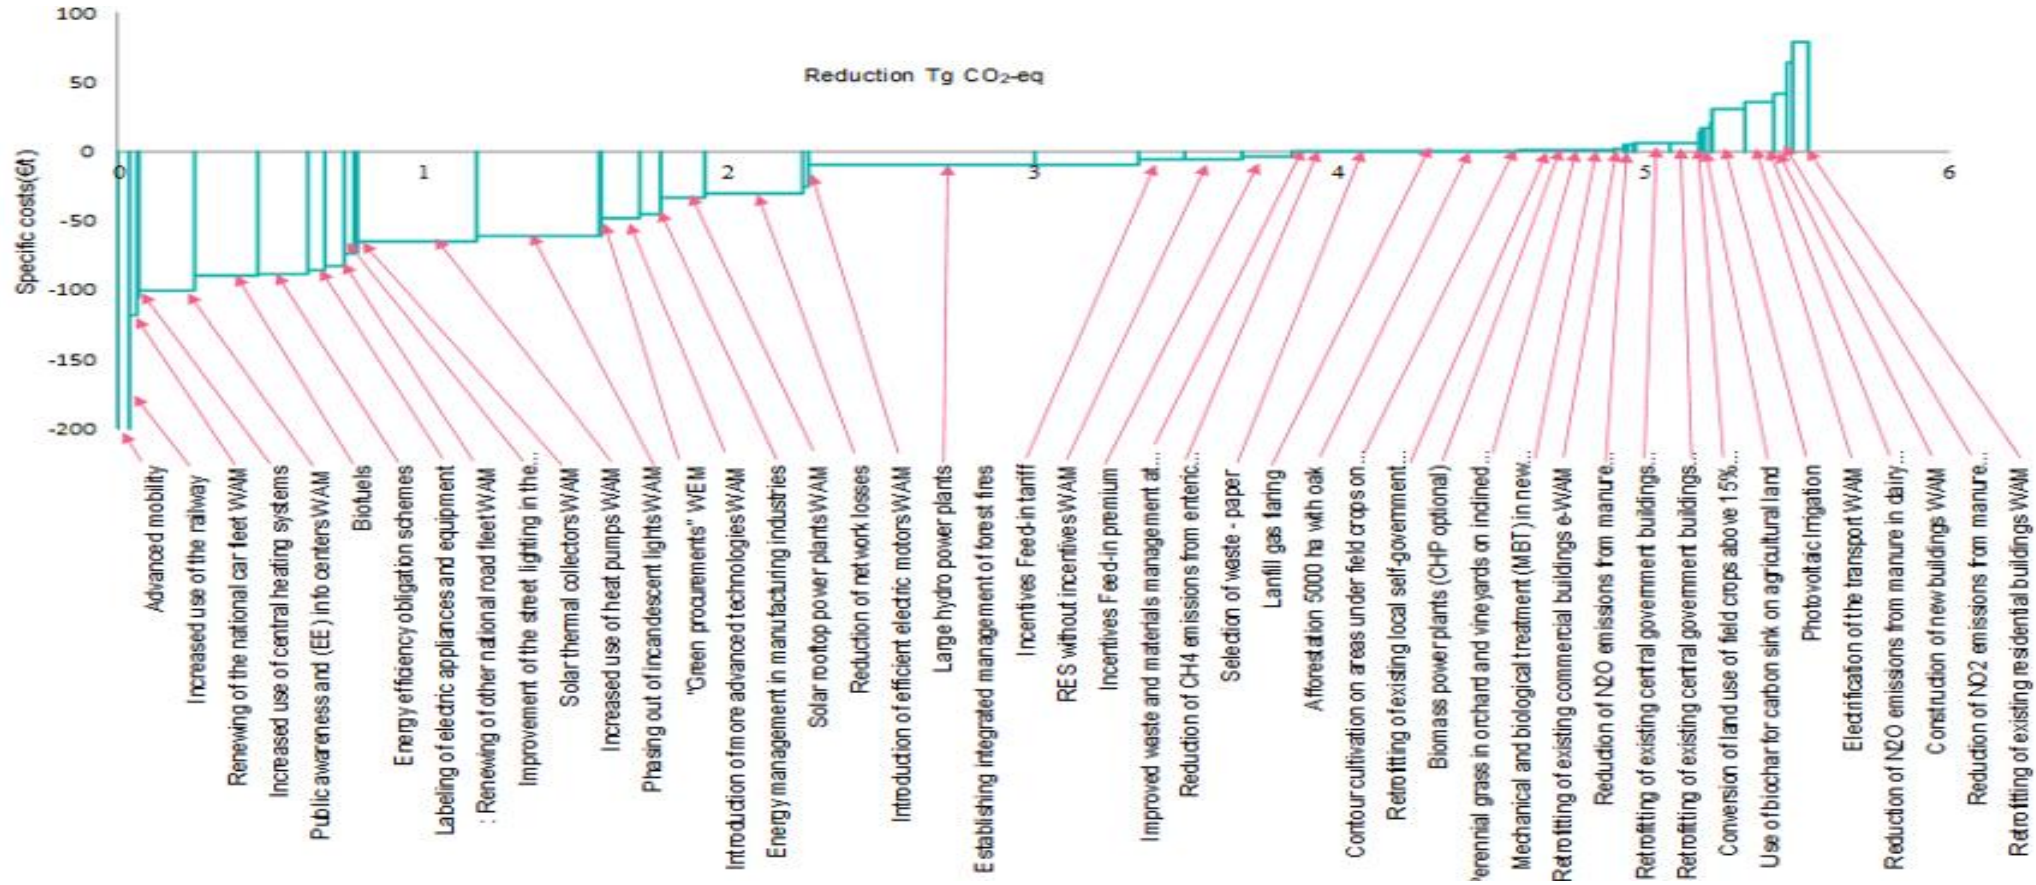 100
50
0
-50
-100
-150
-200
Specific costs(€/t)
Reduction Tg CO₂-eq
0
1
2
3
4
5
6
Advanced mobility
Increased use of the railway
Renewing of the national car fleet WAM
Increased use of central heating systems
Public awareness and (EE) info centers WAM
Biofuels
Energy efficiency obligation schemes
Labeling of electric appliances and equipment
: Renewing of other national road fleet WAM
Improvement of the street lighting in the...
Solar thermal collectors WAM
Increased use of heat pumps WAM
Phasing out of incandescent lights WAM
"Green procurements" WEM
Introduction of more advanced technologies WAM
Energy management in manufacturing industries
Solar rooftop power plants WAM
Reduction of network losses
Introduction of efficient electric motors WAM
Large hydro power plants
Establishing integrated management of forest fires
Incentives Feed-in tariff
RES without incentives WAM
Incentives Feed-in premium
Improved waste and materials management at...
Reduction of CH4 emissions from enteric...
Selection of waste - paper
Landfill gas flaring
Afforestation 5000 ha with oak
Contour cultivation on areas under field crops on...
Retrofitting of existing local self-government...
Biomass power plants (CHP optional)
Perennial grass in orchard and vineyards on inclined...
Mechanical and biological treatment (MBT) in new...
Retrofitting of existing commercial buildings e-WAM
Reduction of N2O emissions from manure...
Retrofitting of existing central government buildings...
Retrofitting of existing central government buildings...
Conversion of land use of field crops above 15%...
Use of biochar for carbon sink on agricultural land
Photovoltaic Irrigation
Electrification of the transport WAM
Reduction of N2O emissions from manure in dairy...
Construction of new buildings WAM
Reduction of NO2 emissions from manure...
Retrofitting of existing residential buildings WAM